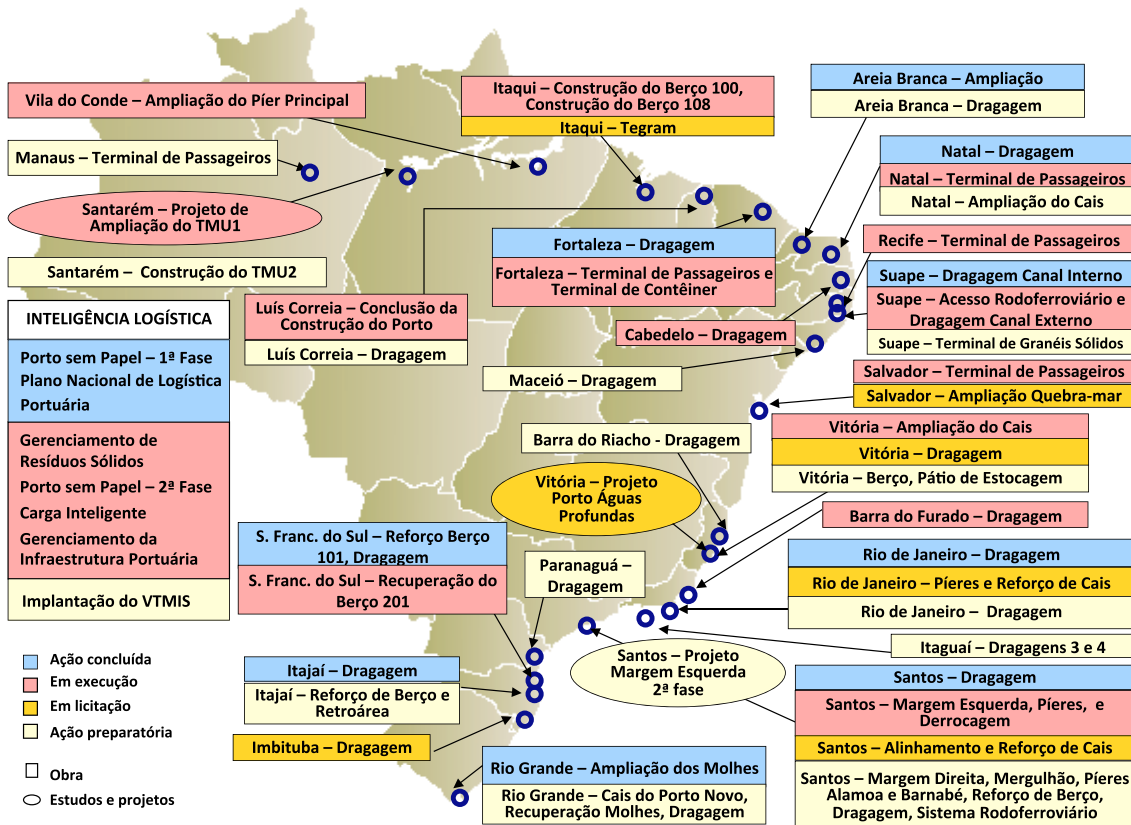 Vila do Conde – Ampliação do Píer Principal
Itaqui – Construção do Berço 100,
Construção do Berço 108
Itaqui – Tegram
Areia Branca – Ampliação
Areia Branca – Dragagem
Manaus – Terminal de Passageiros
Natal – Dragagem
Natal – Terminal de Passageiros
Natal – Ampliação do Cais
Santarém – Projeto de
Ampliação do TMU1
Santarém – Construção do TMU2
Fortaleza – Dragagem
Fortaleza – Terminal de Passageiros e
Terminal de Contêiner
Recife – Terminal de Passageiros
Suape – Dragagem Canal Interno
Suape – Acesso Rodoferroviário e
Dragagem Canal Externo
Suape – Terminal de Granéis Sólidos
Luís Correia – Conclusão da
Construção do Porto
Luís Correia – Dragagem
Cabedelo – Dragagem
Maceió – Dragagem
Salvador – Terminal de Passageiros
Salvador – Ampliação Quebra-mar
INTELIGÊNCIA LOGÍSTICA
Porto sem Papel – 1ª Fase
Plano Nacional de Logística
Portuária
Gerenciamento de
Resíduos Sólidos
Porto sem Papel – 2ª Fase
Carga Inteligente
Gerenciamento da
Infraestrutura Portuária
Implantação do VTMIS
Barra do Riacho - Dragagem
Vitória – Ampliação do Cais
Vitória – Dragagem
Vitória – Berço, Pátio de Estocagem
Vitória – Projeto
Porto Águas
Profundas
Barra do Furado – Dragagem
S. Franc. do Sul – Reforço Berço
101, Dragagem
S. Franc. do Sul – Recuperação do
Berço 201
Paranaguá –
Dragagem
Rio de Janeiro – Dragagem
Rio de Janeiro – Píeres e Reforço de Cais
Rio de Janeiro – Dragagem
Itaguaí – Dragagens 3 e 4
Santos – Projeto
Margem Esquerda
2ª fase
Itajaí – Dragagem
Itajaí – Reforço de Berço e
Retroárea
Imbituba – Dragagem
Santos – Dragagem
Santos – Margem Esquerda, Píeres, e
Derrocagem
Santos – Alinhamento e Reforço de Cais
Santos – Margem Direita, Mergulhão, Píeres
Alamoa e Barnabé, Reforço de Berço,
Dragagem, Sistema Rodoferroviário
Rio Grande – Ampliação dos Molhes
Rio Grande – Cais do Porto Novo,
Recuperação Molhes, Dragagem
Ação concluída
Em execução
Em licitação
Ação preparatória
Obra
Estudos e projetos